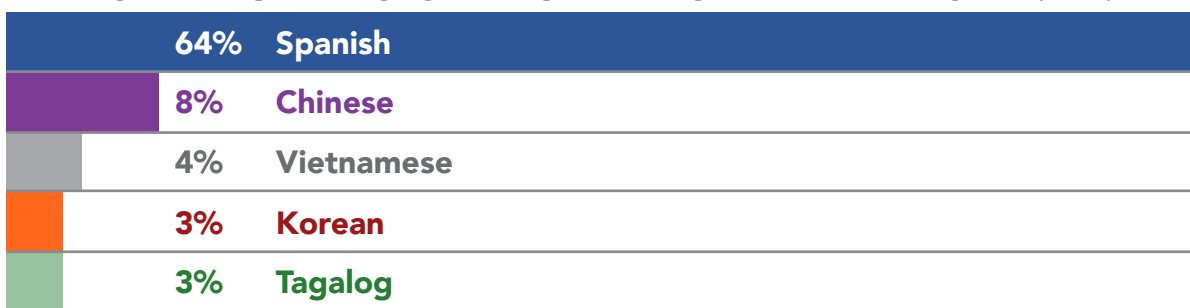 64% Spanish
8% Chinese
4% Vietnamese
3% Korean
3% Tagalog